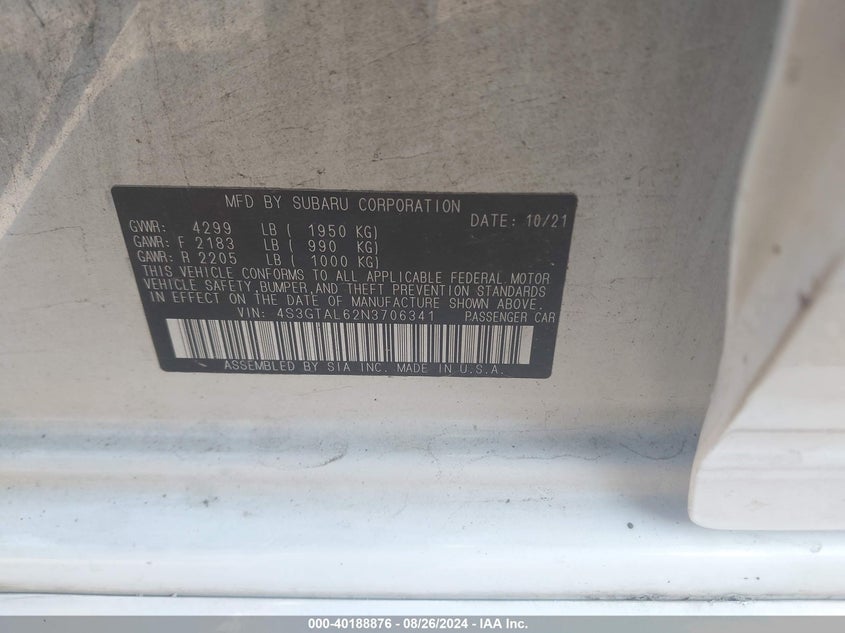 MFD BY SUBARU CORPORATION
DATE: 10/21
GVWR: 4299 LB ( 1950 KG)
GAWR: F 2183 LB ( 990 KG)
GAWR: R 2205 LB ( 1000 KG)
THIS VEHICLE CONFORMS TO ALL APPLICABLE FEDERAL MOTOR
VEHICLE SAFETY, BUMPER, AND THEFT PREVENTION STANDARDS
IN EFFECT ON THE DATE OF MANUFACTURE SHOWN ABOVE.
VIN: 4S3GTAL62N3706341 PASSENGER CAR
ASSEMBLED BY SIA INC. MADE IN U.S.A.
000-40188876 - 08/26/2024 - IAA Inc.